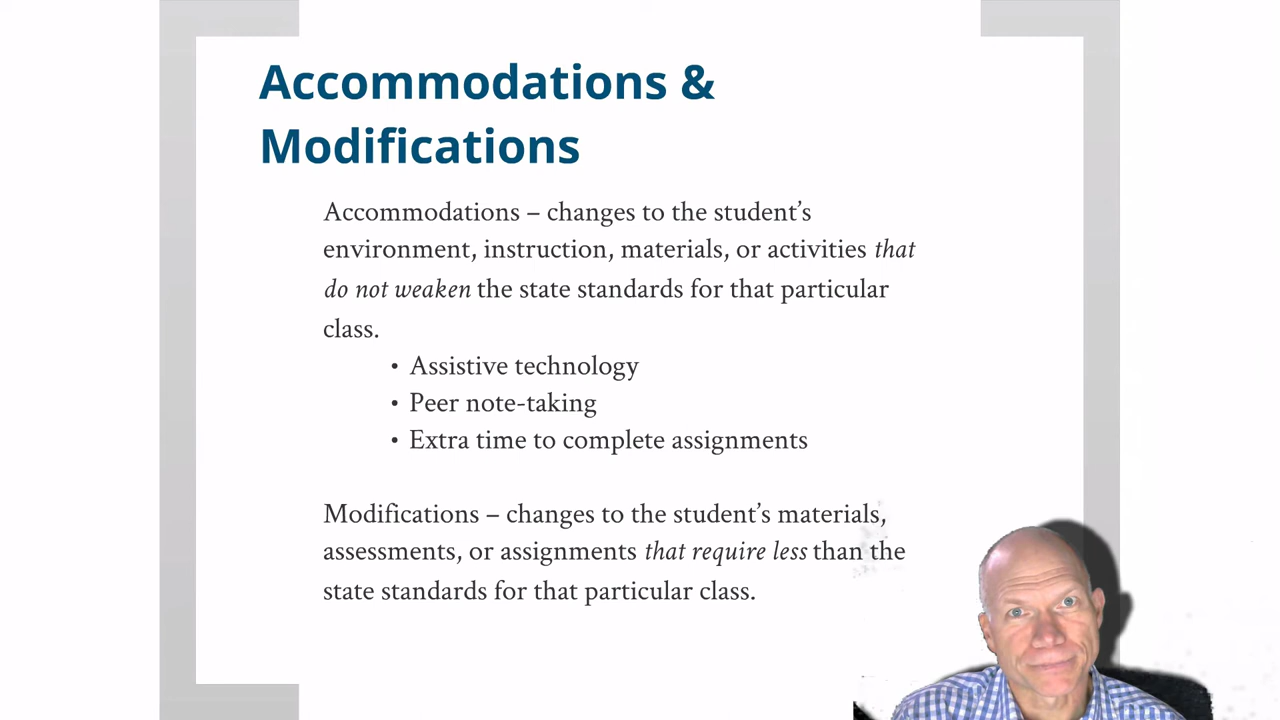 Accommodations &
Modifications
Accommodations – changes to the student’s
environment, instruction, materials, or activities that
do not weaken the state standards for that particular
class.
• Assistive technology
• Peer note-taking
• Extra time to complete assignments
Modifications – changes to the student’s materials,
assessments, or assignments that require less than the
state standards for that particular class.